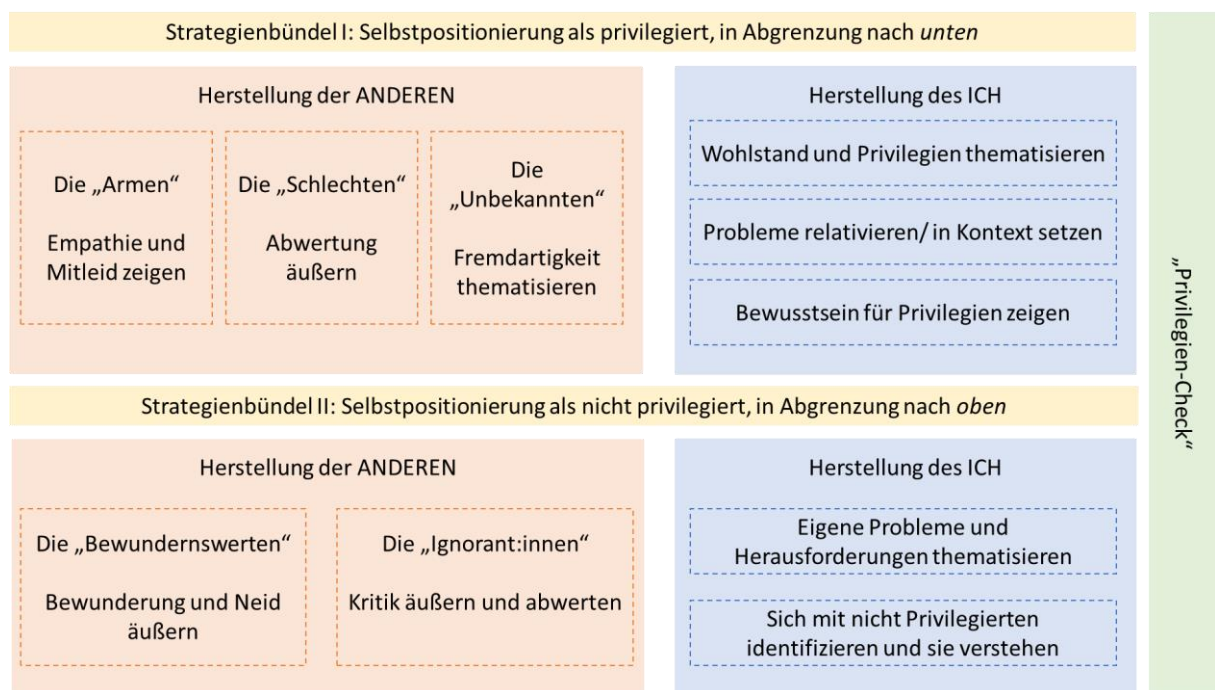 Strategienbündel I: Selbstpositionierung als privilegiert, in Abgrenzung nach unten
Herstellung der ANDEREN
Die „Armen“
Empathie und
Mitleid zeigen
Die „Schlechten“
Abwertung
äußern
Die
„Unbekannten“
Fremdartigkeit
thematisieren
Herstellung des ICH
Wohlstand und Privilegien thematisieren
Probleme relativieren/ in Kontext setzen
Bewusstsein für Privilegien zeigen
Strategienbündel II: Selbstpositionierung als nicht privilegiert, in Abgrenzung nach oben
Herstellung der ANDEREN
Die „Bewundernswerten“
Bewunderung und Neid
äußern
Die „Ignorant:innen“
Kritik äußern und abwerten
Herstellung des ICH
Eigene Probleme und
Herausforderungen thematisieren
Sich mit nicht Privilegierten
identifizieren und sie verstehen
„Privilegien-Check“